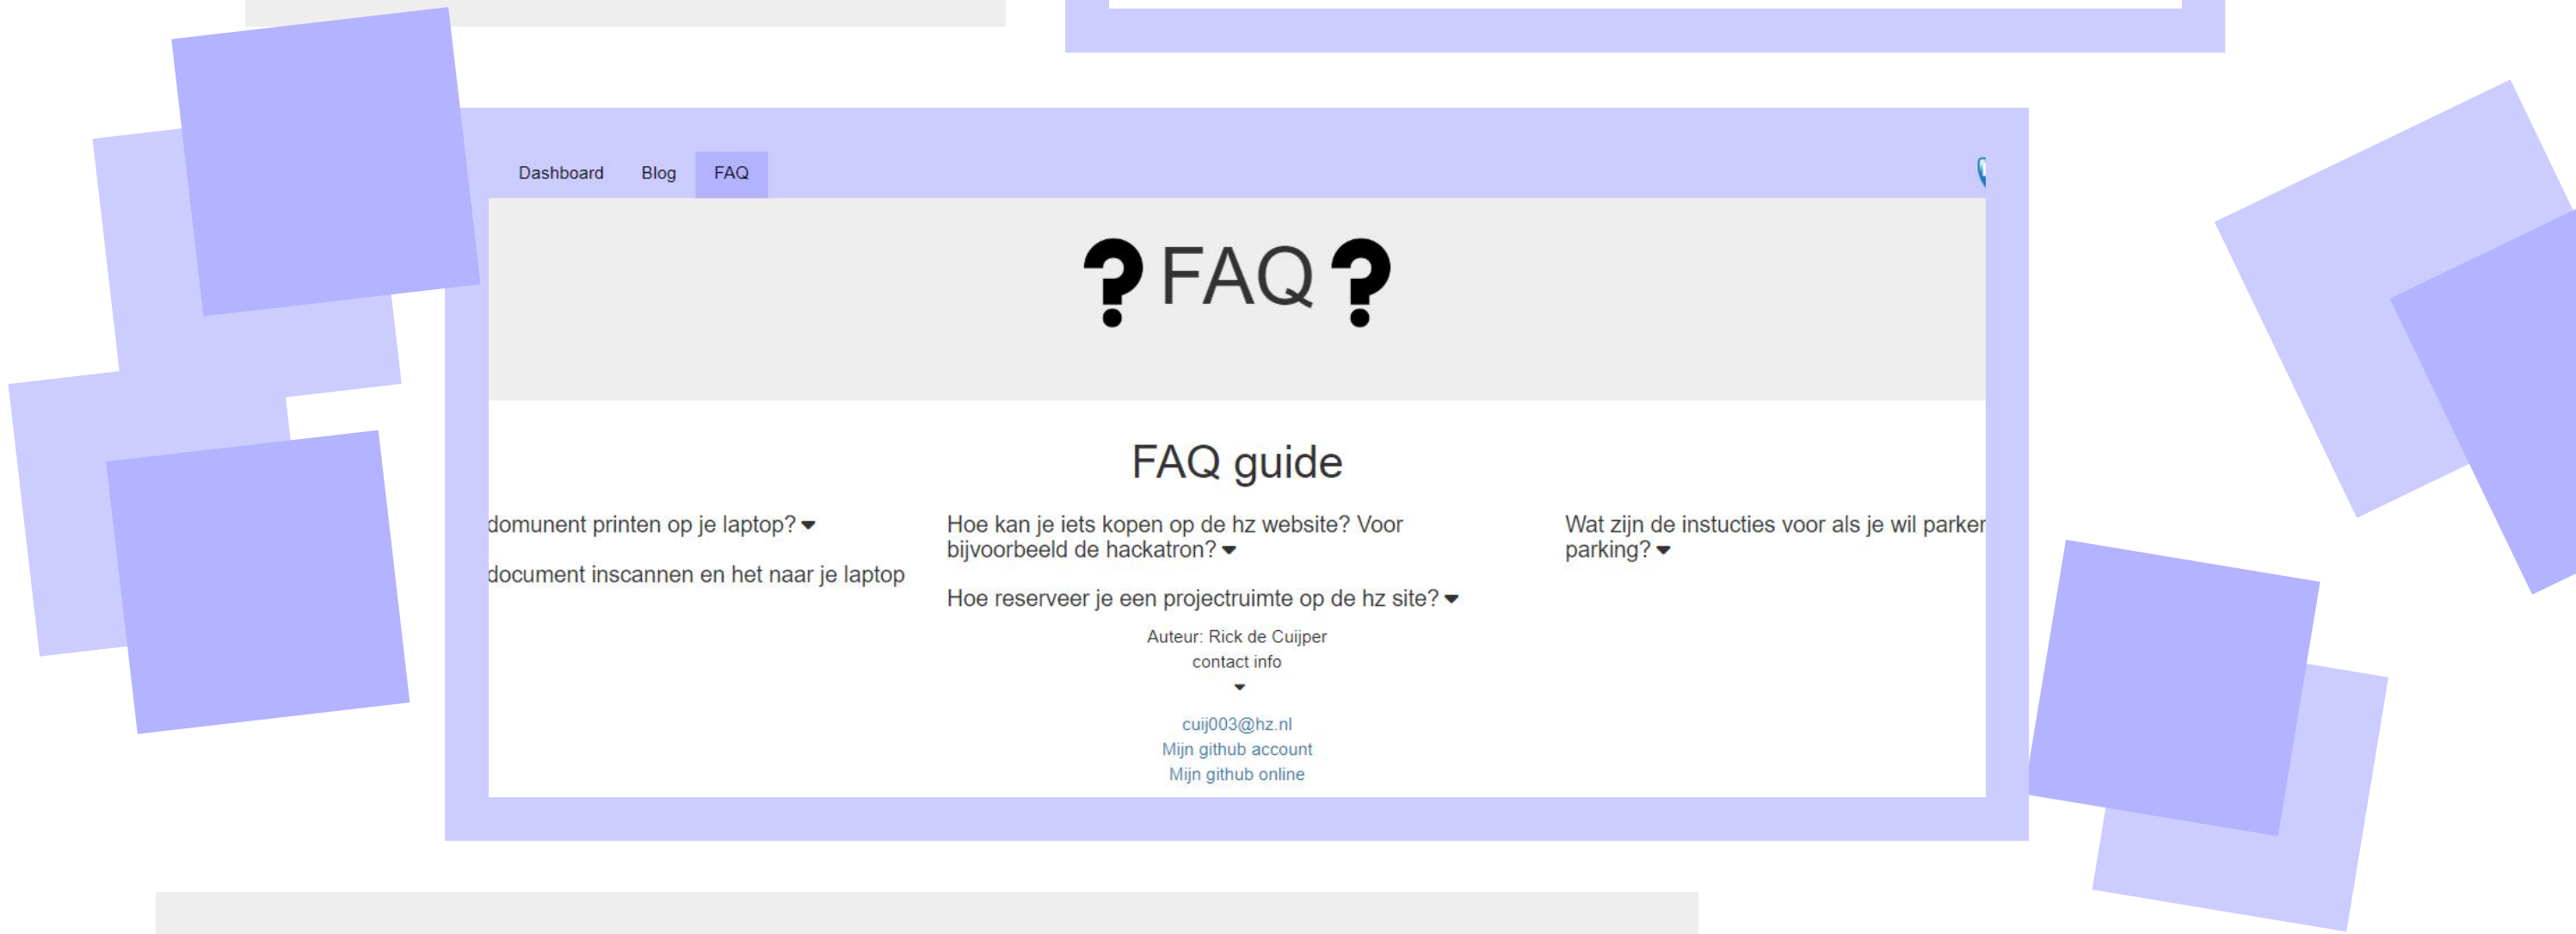 Dashboard Blog FAQ
? FAQ ?
FAQ guide
domunent printen op je laptop?
document inscannen en het naar je laptop
Hoe kan je iets kopen op de hz website? Voor
bijvoorbeeld de hackatron?
Hoe reserveer je een projectruimte op de hz site?
Wat zijn de instucties voor als je wil parker
parking?
Auteur: Rick de Cuijper
contact info
cuij003@hz.nl
Mijn github account
Mijn github online